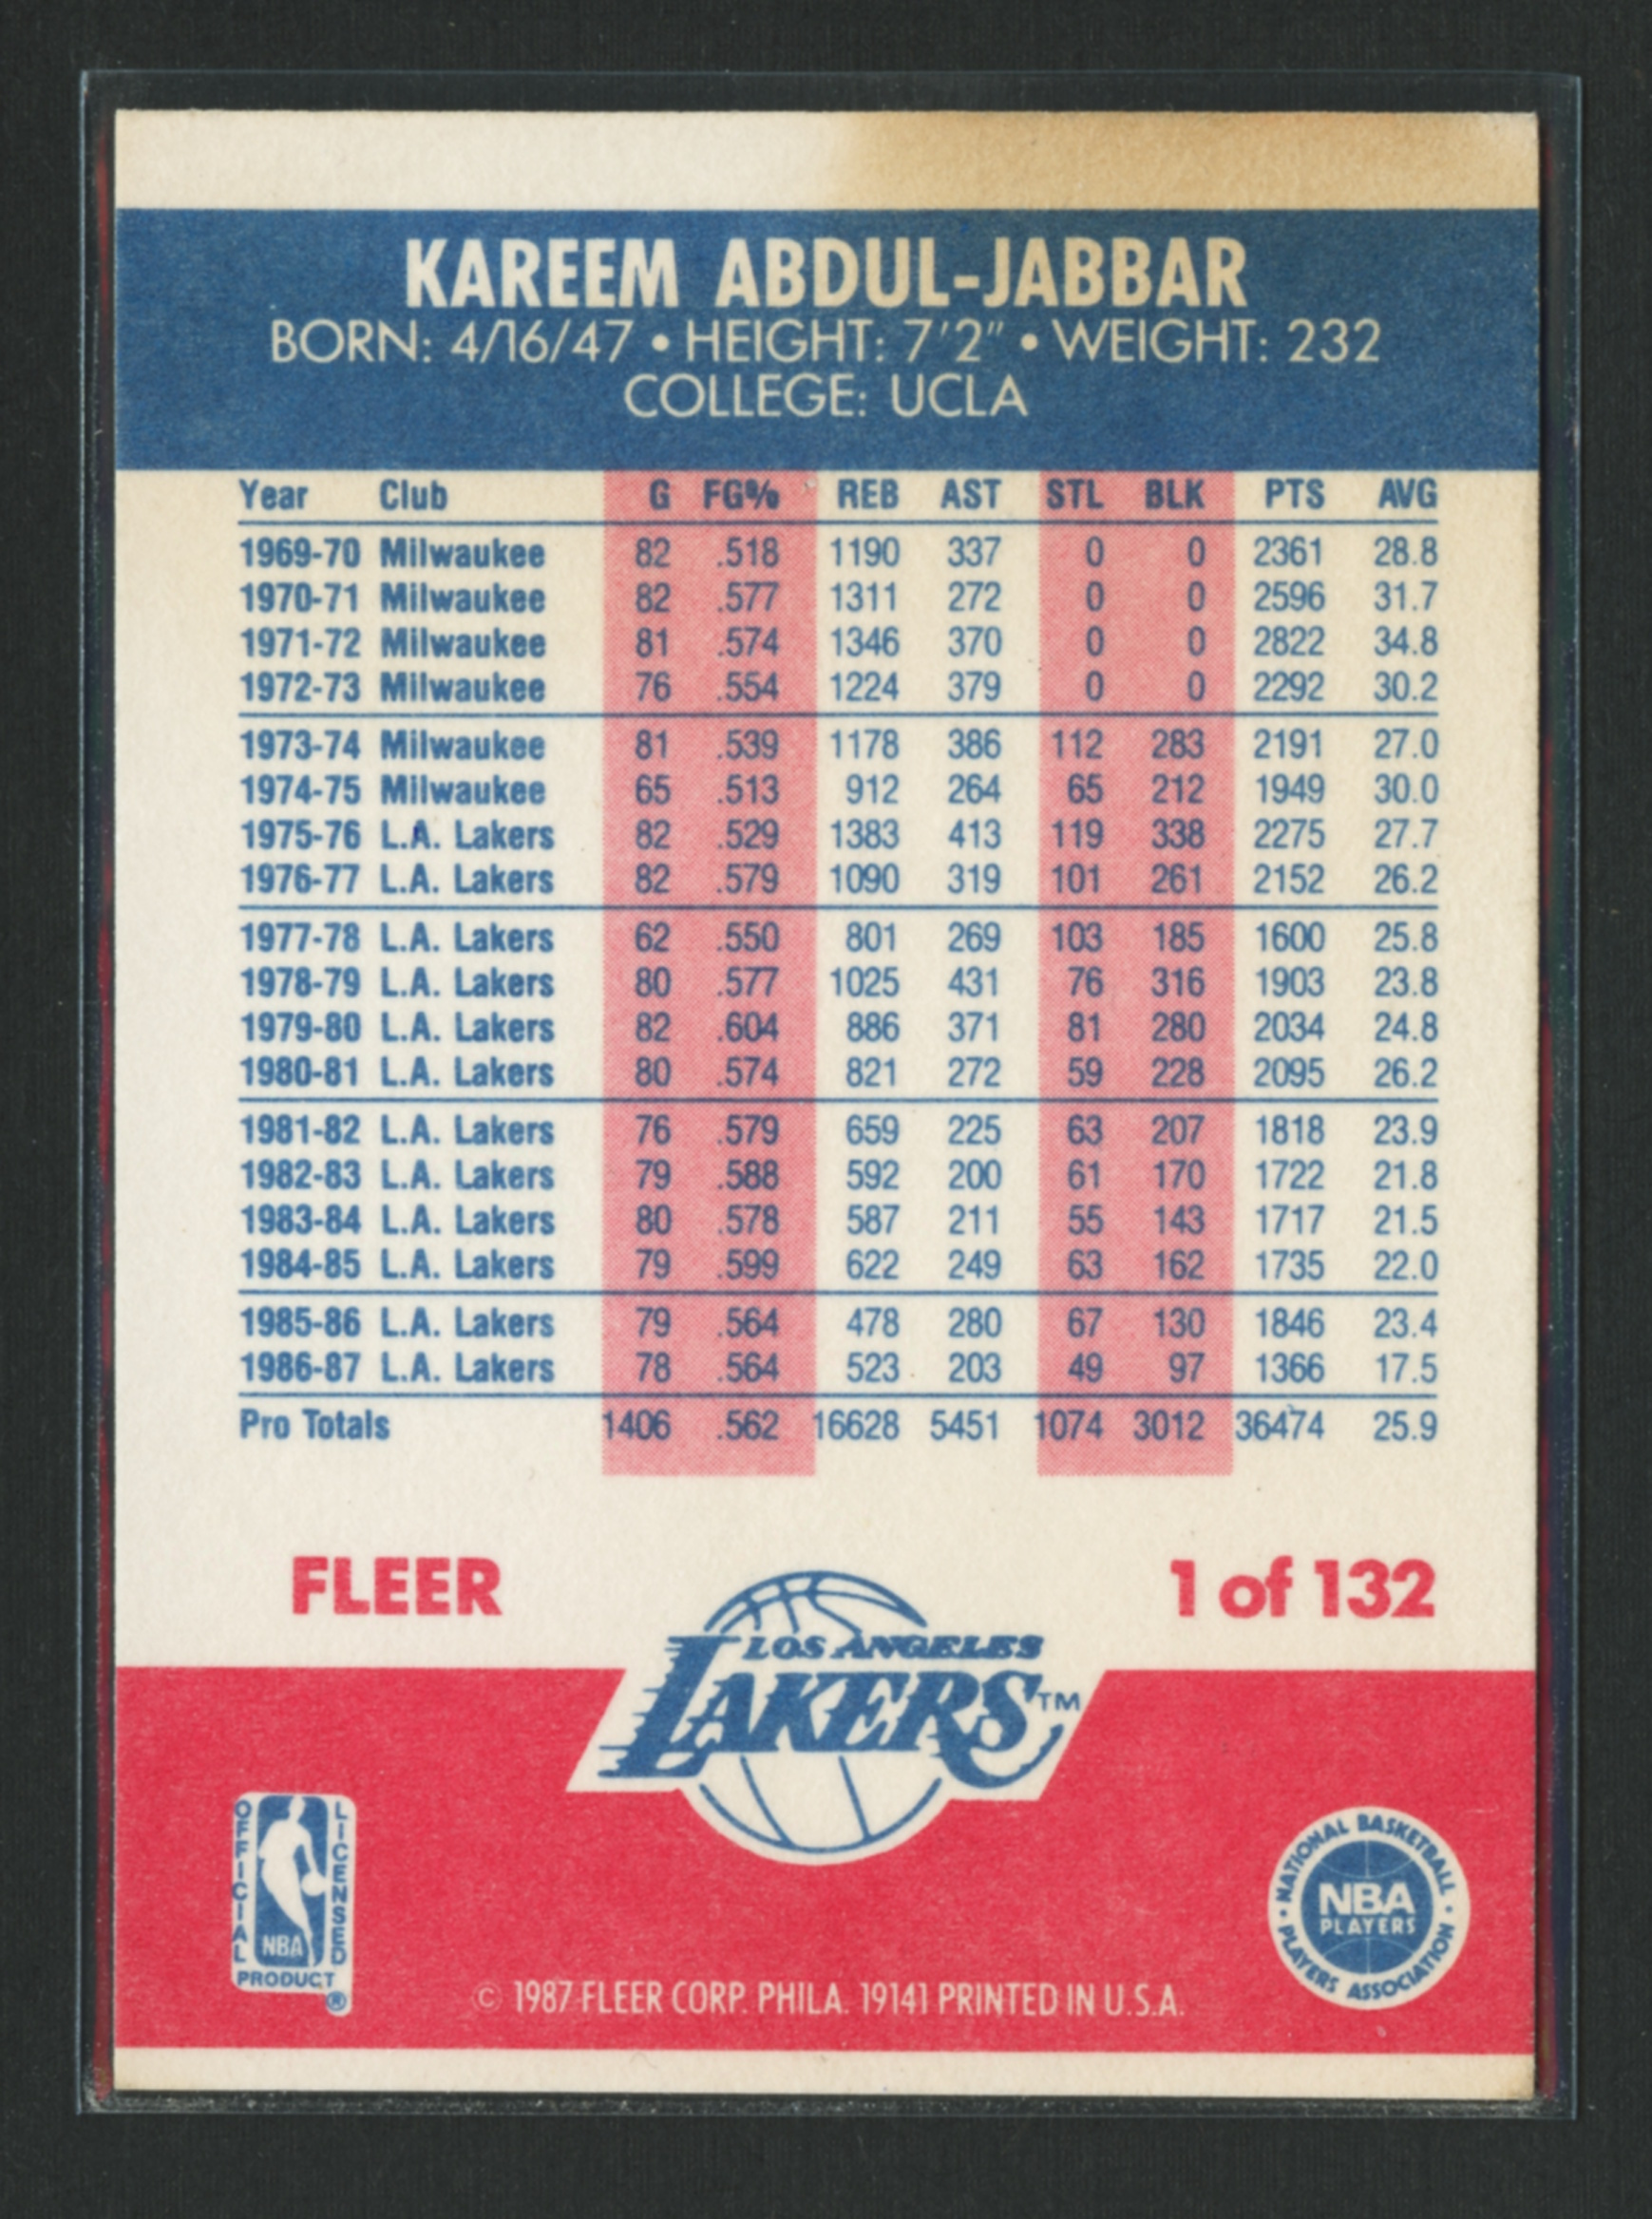 KAREEM ABDUL-JABBAR
BORN: 4/16/47 • HEIGHT: 7'2" • WEIGHT: 232
COLLEGE: UCLA
Year Club G FG% REB AST STL BLK PTS AVG
1969-70 Milwaukee 82 .518 1190 337 0 0 2361 28.8
1970-71 Milwaukee 82 .577 1311 272 0 0 2596 31.7
1971-72 Milwaukee 81 .574 1346 370 0 0 2822 34.8
1972-73 Milwaukee 76 .554 1224 379 0 0 2292 30.2
1973-74 Milwaukee 81 .539 1178 386 112 283 2191 27.0
1974-75 Milwaukee 65 .513 912 264 65 212 1949 30.0
1975-76 L.A. Lakers 82 .529 1383 413 119 338 2275 27.7
1976-77 L.A. Lakers 82 .579 1090 319 101 261 2152 26.2
1977-78 L.A. Lakers 62 .550 801 269 103 185 1600 25.8
1978-79 L.A. Lakers 80 .577 1025 431 76 316 1903 23.8
1979-80 L.A. Lakers 82 .604 886 371 81 280 2034 24.8
1980-81 L.A. Lakers 80 .574 821 272 59 228 2095 26.2
1981-82 L.A. Lakers 76 .579 659 225 63 207 1818 23.9
1982-83 L.A. Lakers 79 .588 592 200 61 170 1722 21.8
1983-84 L.A. Lakers 80 .578 587 211 55 143 1717 21.5
1984-85 L.A. Lakers 79 .599 622 249 63 162 1735 22.0
1985-86 L.A. Lakers 79 .564 478 280 67 130 1846 23.4
1986-87 L.A. Lakers 78 .564 523 203 49 97 1366 17.5
Pro Totals 1406 .562 16628 5451 1074 3012 36474 25.9
FLEER
1 of 132
LOS ANGELES
LAKERS™
OFFICIAL
LICENSED
NBA
PRODUCT
®
NATIONAL BASKETBALL
NBA
PLAYERS
• PLAYERS ASSOCIATION •
© 1987 FLEER CORP. PHILA. 19141 PRINTED IN U.S.A.